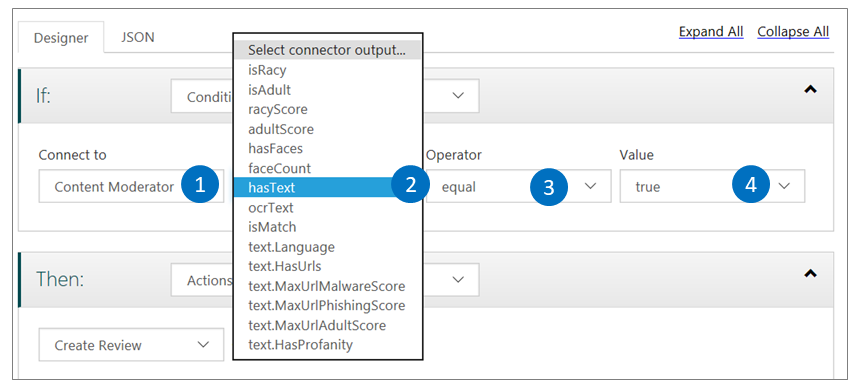 Designer
JSON
Expand All
Collapse All
If:
Conditi
Connect to
Content Moderator
1
Select connector output...
isRacy
isAdult
racyScore
adultScore
hasFaces
faceCount
hasText
ocrText
isMatch
text.Language
text.HasUrls
text.MaxUrlMalwareScore
text.MaxUrlPhishingScore
text.MaxUrlAdultScore
text.HasProfanity
2
Operator
equal
3
Value
true
4
Then:
Actions
Create Review